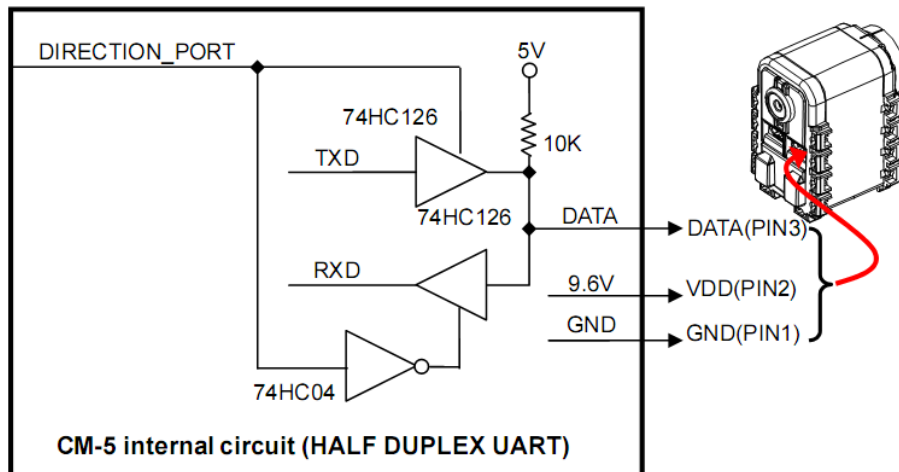 DIRECTION_PORT
5V
74HC126
10K
TXD
74HC126
DATA
DATA(PIN3)
RXD
9.6V
VDD(PIN2)
GND
GND(PIN1)
74HC04
CM-5 internal circuit (HALF DUPLEX UART)